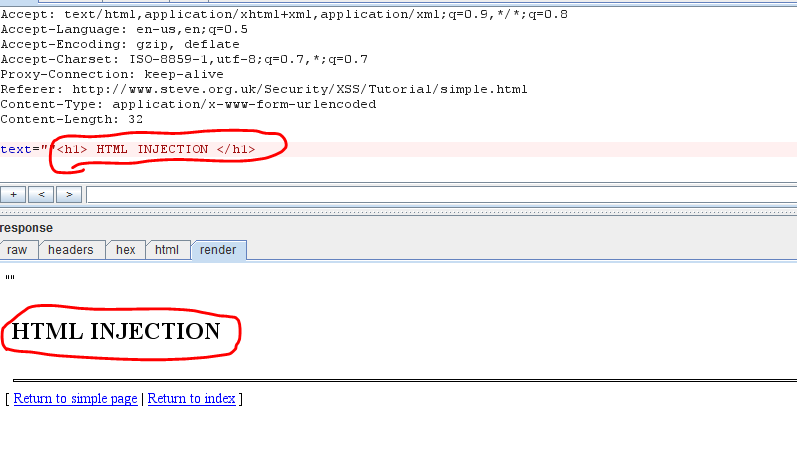 Accept: text/html,application/xhtml+xml,application/xml;q=0.9,*/*;q=0.8
Accept-Language: en-us,en;q=0.5
Accept-Encoding: gzip, deflate
Accept-Charset: ISO-8859-1,utf-8;q=0.7,*;q=0.7
Proxy-Connection: keep-alive
Referer: http://www.steve.org.uk/Security/XSS/Tutorial/simple.html
Content-Type: application/x-www-form-urlencoded
Content-Length: 32
text=""<h1> HTML INJECTION </h1>
+ < >
response
raw headers hex html render
""
HTML INJECTION
[ Return to simple page | Return to index ]